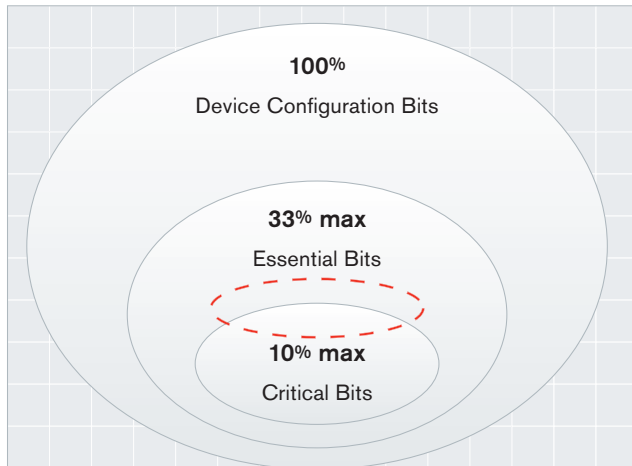 100%
Device Configuration Bits
33% max
Essential Bits
10% max
Critical Bits